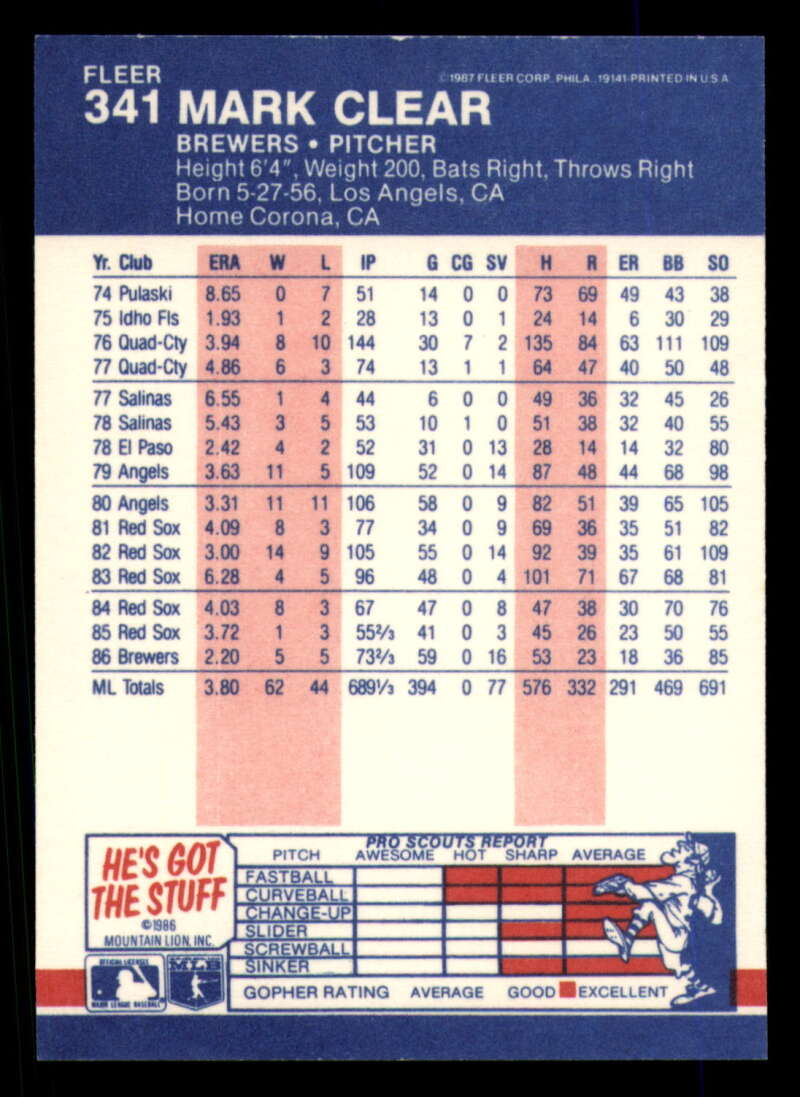 FLEER
©1987 FLEER CORP. PHILA. 19141-PRINTED IN U.S.A
341 MARK CLEAR
BREWERS • PITCHER
Height 6'4", Weight 200, Bats Right, Throws Right
Born 5-27-56, Los Angels, CA
Home Corona, CA
Yr. Club ERA W L IP G CG SV H R ER BB SO
74 Pulaski 8.65 0 7 51 14 0 0 73 69 49 43 38
75 Idho Fls 1.93 1 2 28 13 0 1 24 14 6 30 29
76 Quad-Cty 3.94 8 10 144 30 7 2 135 84 63 111 109
77 Quad-Cty 4.86 6 3 74 13 1 1 64 47 40 50 48
77 Salinas 6.55 1 4 44 6 0 0 49 36 32 45 26
78 Salinas 5.43 3 5 53 10 1 0 51 38 32 40 55
78 El Paso 2.42 4 2 52 31 0 13 28 14 14 32 80
79 Angels 3.63 11 5 109 52 0 14 87 48 44 68 98
80 Angels 3.31 11 11 106 58 0 9 82 51 39 65 105
81 Red Sox 4.09 8 3 77 34 0 9 69 36 35 51 82
82 Red Sox 3.00 14 9 105 55 0 14 92 39 35 61 109
83 Red Sox 6.28 4 5 96 48 0 4 101 71 67 68 81
84 Red Sox 4.03 8 3 67 47 0 8 47 38 30 70 76
85 Red Sox 3.72 1 3 55⅔ 41 0 3 45 26 23 50 55
86 Brewers 2.20 5 5 73⅔ 59 0 16 53 23 18 36 85
ML Totals 3.80 62 44 689⅓ 394 0 77 576 332 291 469 691
HE'S GOT
THE STUFF
©1986
MOUNTAIN LION, INC.
PRO SCOUTS REPORT
PITCH AWESOME HOT SHARP AVERAGE
FASTBALL
CURVEBALL
CHANGE-UP
SLIDER
SCREWBALL
SINKER
GOPHER RATING AVERAGE GOOD EXCELLENT
OFFICIAL LICENSEE
MAJOR LEAGUE BASEBALL
MLB